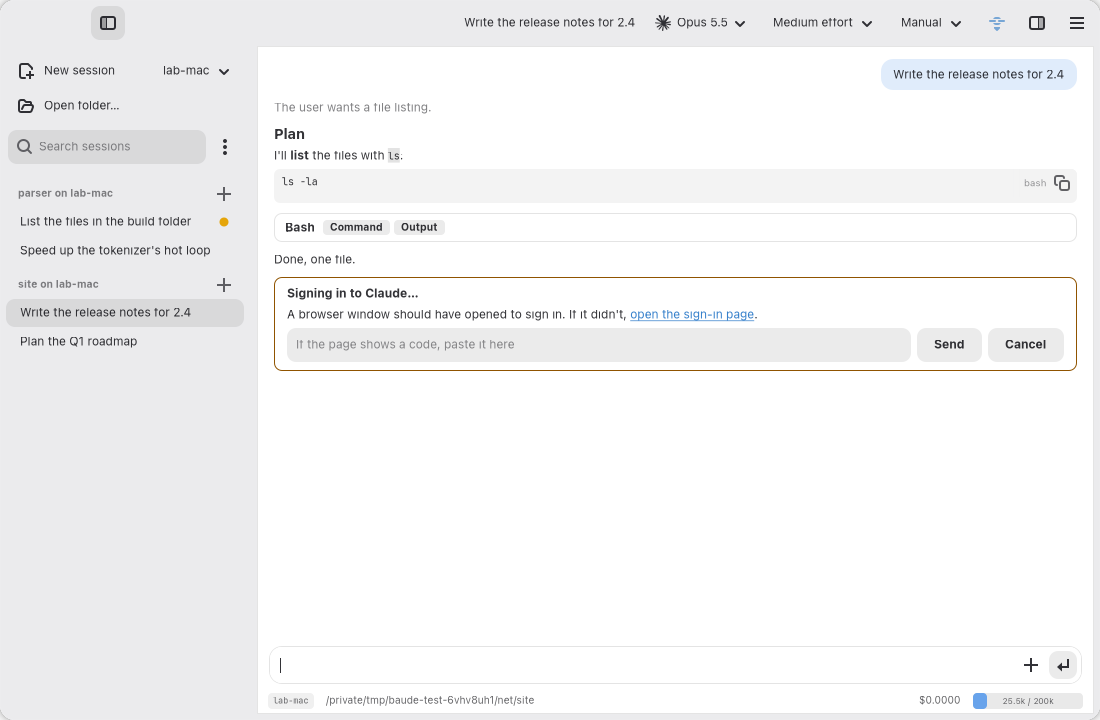 Write the release notes for 2.4
Opus 5.5
Medium effort
Manual
New session
lab-mac
Open folder...
Search sessions
parser on lab-mac
List the files in the build folder
Speed up the tokenizer's hot loop
site on lab-mac
Write the release notes for 2.4
Plan the Q1 roadmap
Write the release notes for 2.4
The user wants a file listing.
Plan
I'll list the files with ls.
ls -la
bash
Bash Command Output
Done, one file.
Signing in to Claude...
A browser window should have opened to sign in. If it didn't, open the sign-in page.
If the page shows a code, paste it here
Send
Cancel
lab-mac
/private/tmp/baude-test-6vhv8uh1/net/site
$0.0000
25.5k / 200k